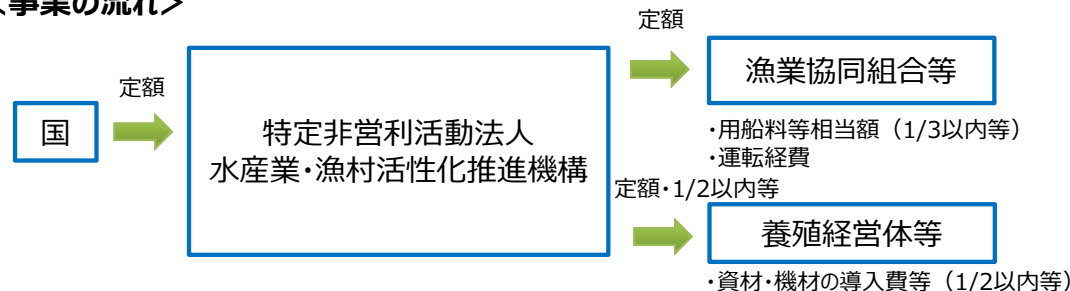 ＜事業の流れ＞
定額
国
特定非営利活動法人
水産業・漁村活性化推進機構
定額
漁業協同組合等
・用船料等相当額（1/3以内等）
・運転経費
定額・1/2以内等
養殖経営体等
・資材・機材の導入費等（1/2以内等）